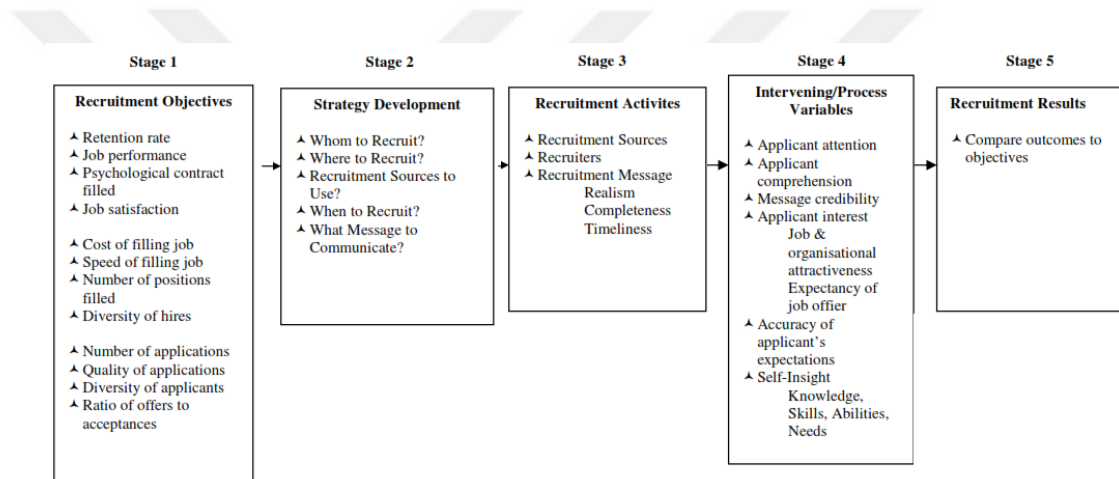 Stage 1
Recruitment Objectives
Retention rate
Job performance
Psychological contract
filled
Job satisfaction
Cost of filling job
Speed of filling job
Number of positions
filled
Diversity of hires
Number of applications
Quality of applications
Diversity of applicants
Ratio of offers to
acceptances
Stage 2
Strategy Development
Whom to Recruit?
Where to Recruit?
Recruitment Sources to
Use?
When to Recruit?
What Message to
Communicate?
Stage 3
Recruitment Activites
Recruitment Sources
Recruiters
Recruitment Message
Realism
Completeness
Timeliness
Stage 4
Intervening/Process
Variables
Applicant attention
Applicant
comprehension
Message credibility
Applicant interest
Job &
organisational
attractiveness
Expectancy of
job offier
Accuracy of
applicant's
expectations
Self-Insight
Knowledge,
Skills, Abilities,
Needs
Stage 5
Recruitment Results
Compare outcomes to
objectives